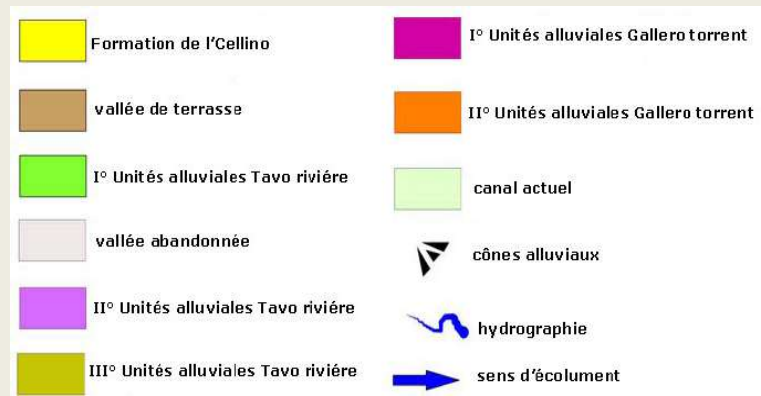 Formation de l'Cellino
vallée de terrasse
I° Unités alluviales Tavo riviére
vallée abandonnée
II° Unités alluviales Tavo riviére
III° Unités alluviales Tavo riviére
I° Unités alluviales Gallero torrent
II° Unités alluviales Gallero torrent
canal actuel
cônes alluviaux
hydrographie
sens d'écolument